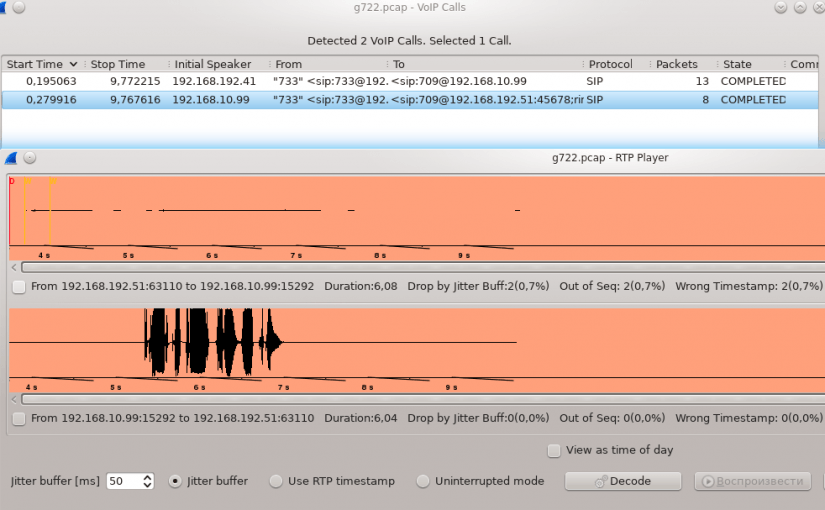 g722.pcap - VoIP Calls
Detected 2 VoIP Calls. Selected 1 Call.
Start Time Stop Time Initial Speaker From To Protocol Packets State Comm
0,195063 9,772215 192.168.192.41 "733" <sip:733@192. <sip:709@192.168.10.99 SIP 13 COMPLETED
0,279916 9,767616 192.168.10.99 "733" <sip:733@192. <sip:709@192.168.192.51:45678;rir SIP 8 COMPLETED
g722.pcap - RTP Player
4 s 5 s 6 s 7 s 8 s 9 s
From 192.168.192.51:63110 to 192.168.10.99:15292 Duration:6,08 Drop by Jitter Buff:2(0,7%) Out of Seq: 2(0,7%) Wrong Timestamp: 2(0,7%)
4 s 5 s 6 s 7 s 8 s 9 s
From 192.168.10.99:15292 to 192.168.192.51:63110 Duration:6,04 Drop by Jitter Buff:0(0,0%) Out of Seq: 0(0,0%) Wrong Timestamp: 0(0,0%)
View as time of day
Jitter buffer [ms] 50 Jitter buffer Use RTP timestamp Uninterrupted mode Decode Воспроизвести